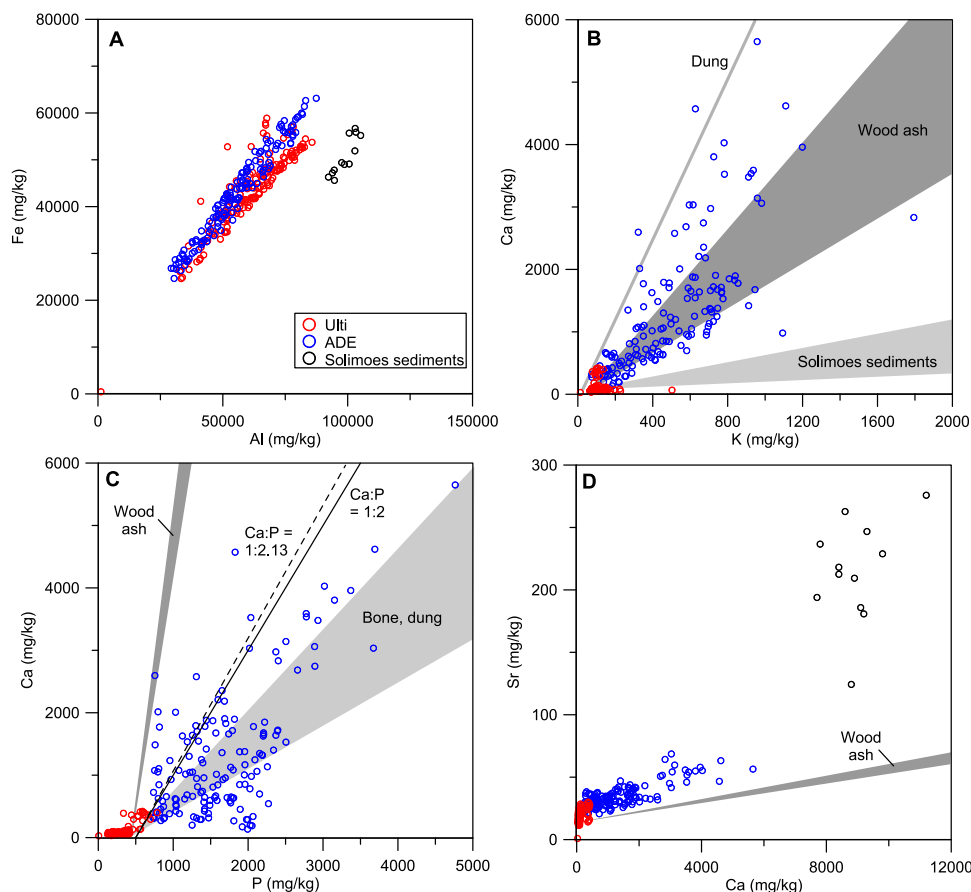 A
Fe (mg/kg)
80000
60000
40000
20000
0
0
50000
100000
150000
Al (mg/kg)
Ulti
ADE
Solimoes sediments
B
Ca (mg/kg)
6000
4000
2000
0
0
400
800
1200
1600
2000
K (mg/kg)
Dung
Wood ash
Solimoes sediments
C
Ca (mg/kg)
6000
4000
2000
0
0
1000
2000
3000
4000
5000
P (mg/kg)
Wood
ash
Ca:P =
1:2.13
Ca:P
= 1:2
Bone, dung
D
Sr (mg/kg)
300
200
100
0
0
4000
8000
12000
Ca (mg/kg)
Wood
ash